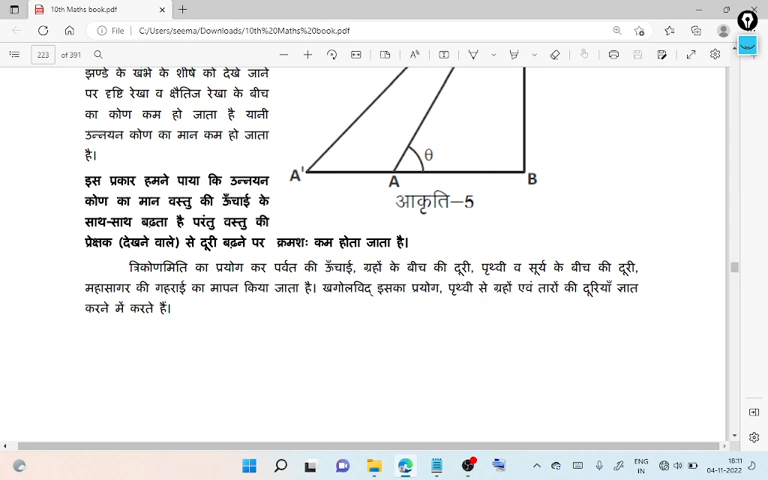 10th Maths book.pdf
File
C:/Users/seema/Downloads/10th%20Maths%20book.pdf
223 of 391
झण्डे के खंभे के शीर्ष को देखे जाने
पर दृष्टि रेखा व क्षैतिज रेखा के बीच
का कोण कम हो जाता है यानी
उन्नयन कोण का मान कम हो जाता
है।
θ
A' A B
आकृति–5
इस प्रकार हमने पाया कि उन्नयन
कोण का मान वस्तु की ऊँचाई के
साथ-साथ बढ़ता है परंतु वस्तु की
प्रेक्षक (देखने वाले) से दूरी बढ़ने पर क्रमशः कम होता जाता है।
त्रिकोणमिति का प्रयोग कर पर्वत की ऊँचाई, ग्रहों के बीच की दूरी, पृथ्वी व सूर्य के बीच की दूरी,
महासागर की गहराई का मापन किया जाता है। खगोलविद् इसका प्रयोग, पृथ्वी से ग्रहों एवं तारों की दूरियाँ ज्ञात
करने में करते हैं।
ENG
IN
18:11
04-11-2022